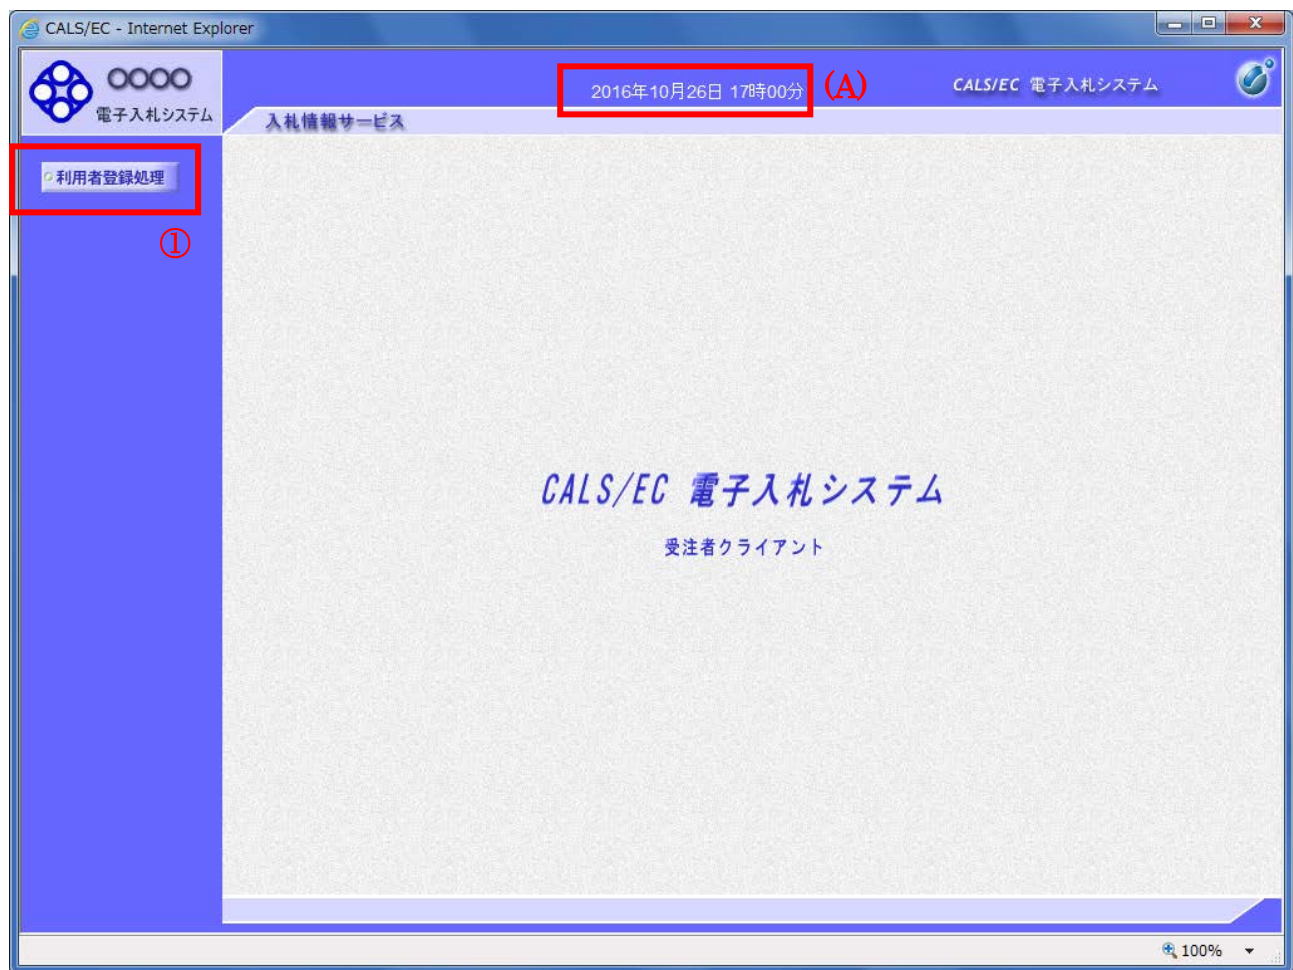 CALS/EC - Internet Explorer
○○○○
電子入札システム
2016年10月26日 17時00分
(A)
CALS/EC 電子入札システム
入札情報サービス
利用者登録処理
①
CALS/EC 電子入札システム
受注者クライアント
100%